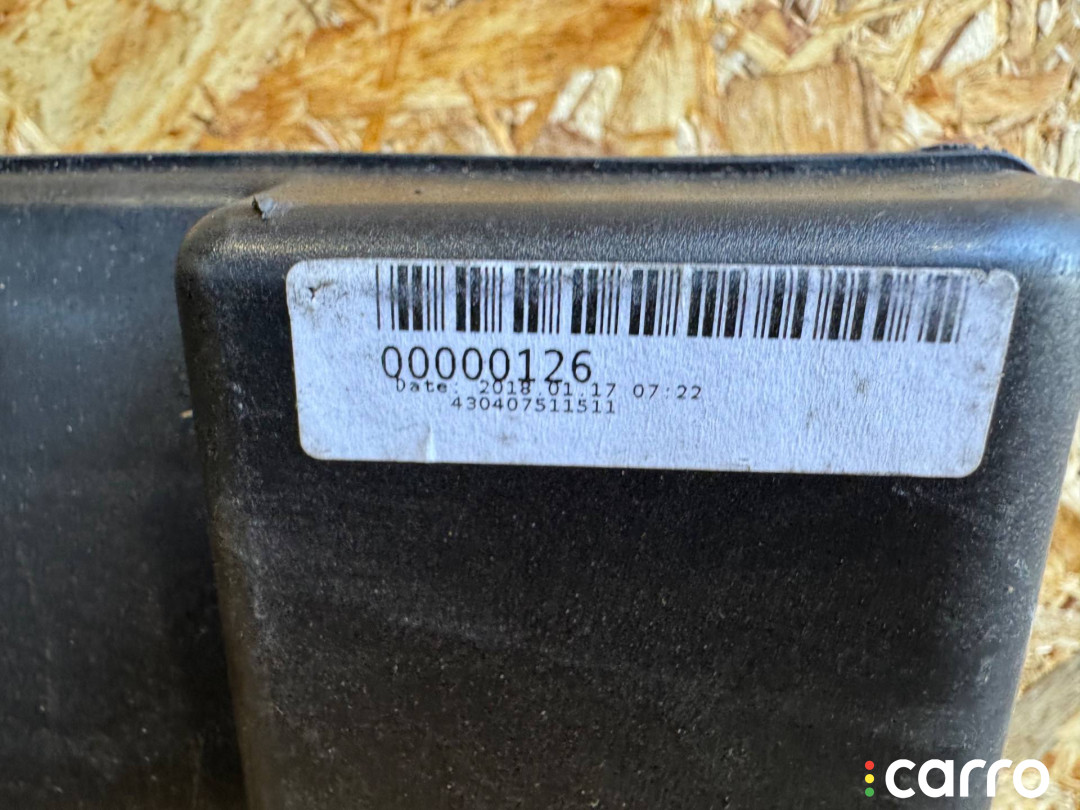 00000126
Date: 2018 01.17 07:22
430407511511
carro